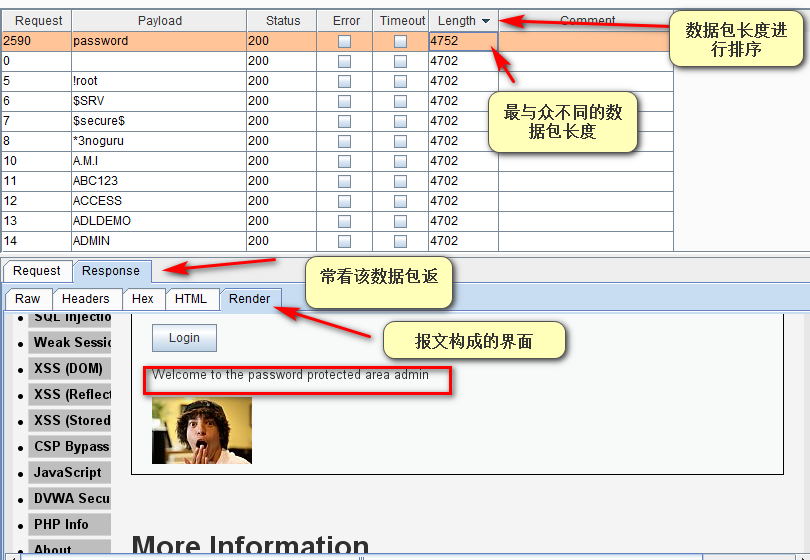 Request Payload Status Error Timeout Length Comment
2590 password 200 4752
0 200 4702
5 !root 200 4702
6 $SRV 200 4702
7 $secure$ 200 4702
8 *3noguru 200 4702
10 A.M.I 200 4702
11 ABC123 200 4702
12 ACCESS 200 4702
13 ADLDEMO 200 4702
14 ADMIN 200 4702
数据包长度进
行排序
最与众不同的数
据包长度
Request Response
常看该数据包返
Raw Headers Hex HTML Render
报文构成的界面
SQL Injectio
Weak Sessio
XSS (DOM)
XSS (Reflect
XSS (Stored
CSP Bypass
JavaScript
DVWA Secu
PHP Info
About
Login
Welcome to the password protected area admin
More Information